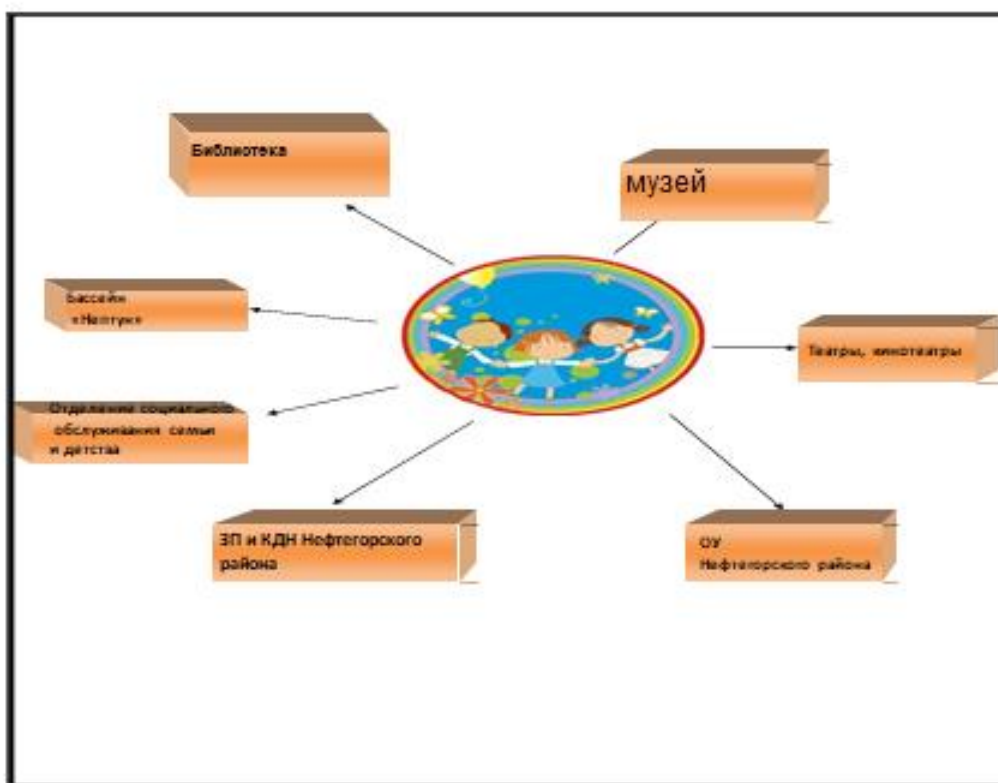 Библиотека
музей
Бассейн
«Нептун»
Театры, кинотеатры
Отделение социального
обслуживания семьи
и детства
ЗП и КДН Нефтегорского
района
ОУ
Нефтегорского района